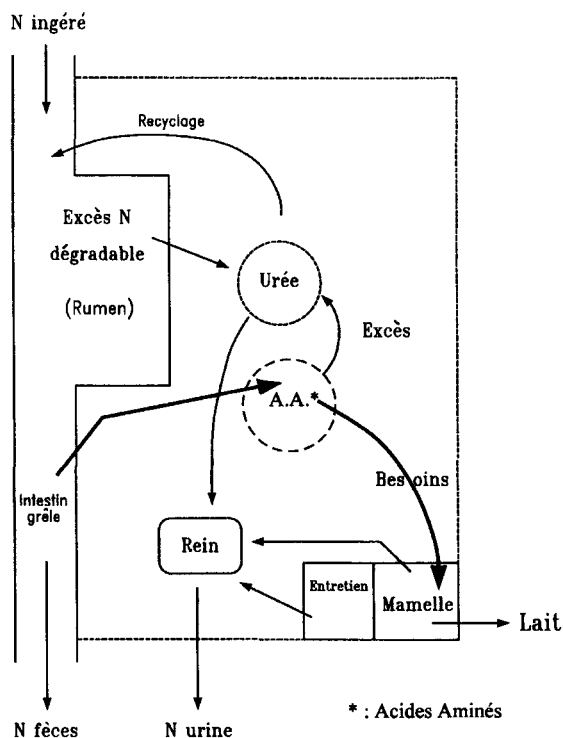 N ingéré
Recyclage
Excès N
dégradable
(Rumen)
Urée
Excès
A.A.*
Besoins
Intestin
grêle
Rein
Entretien
Mamelle
Lait
* : Acides Aminés
N fèces
N urine